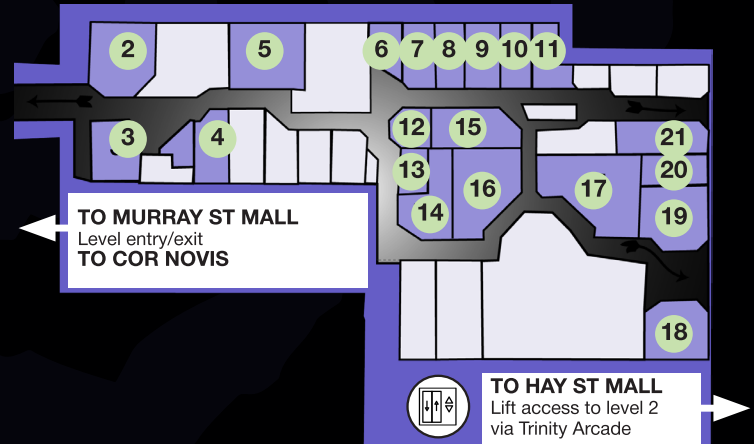 2
5
6 7 8 9 10 11
3
4
12
15
21
13
20
14
16
17
19
18
TO MURRAY ST MALL
Level entry/exit
TO COR NOVIS
TO HAY ST MALL
Lift access to level 2
via Trinity Arcade